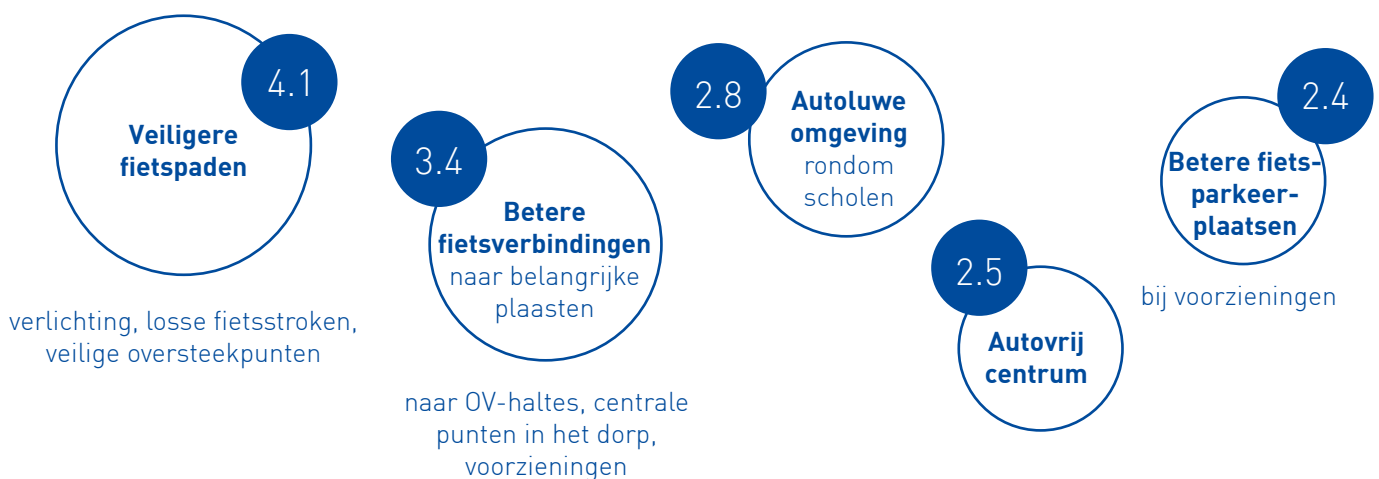 4.1
Veiligere
fietspaden
verlichting, losse fietsstroken,
veilige oversteekpunten
3.4
Betere
fietsverbindingen
naar belangrijke
plaasten
naar OV-haltes, centrale
punten in het dorp,
voorzieningen
2.8
Autoluwe
omgeving
rondom
scholen
2.5
Autovrij
centrum
2.4
Betere fiets-
parkeer-
plaatsen
bij voorzieningen